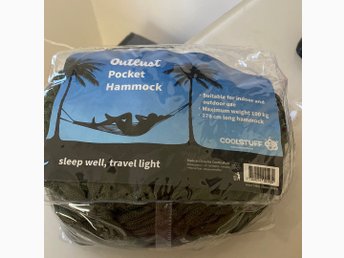 Outlust
Pocket
Hammock
• Suitable for indoor and
outdoor use
• Maximum weight 100 kg
270 cm long hammock
COOLSTUFF
sleep well, travel light